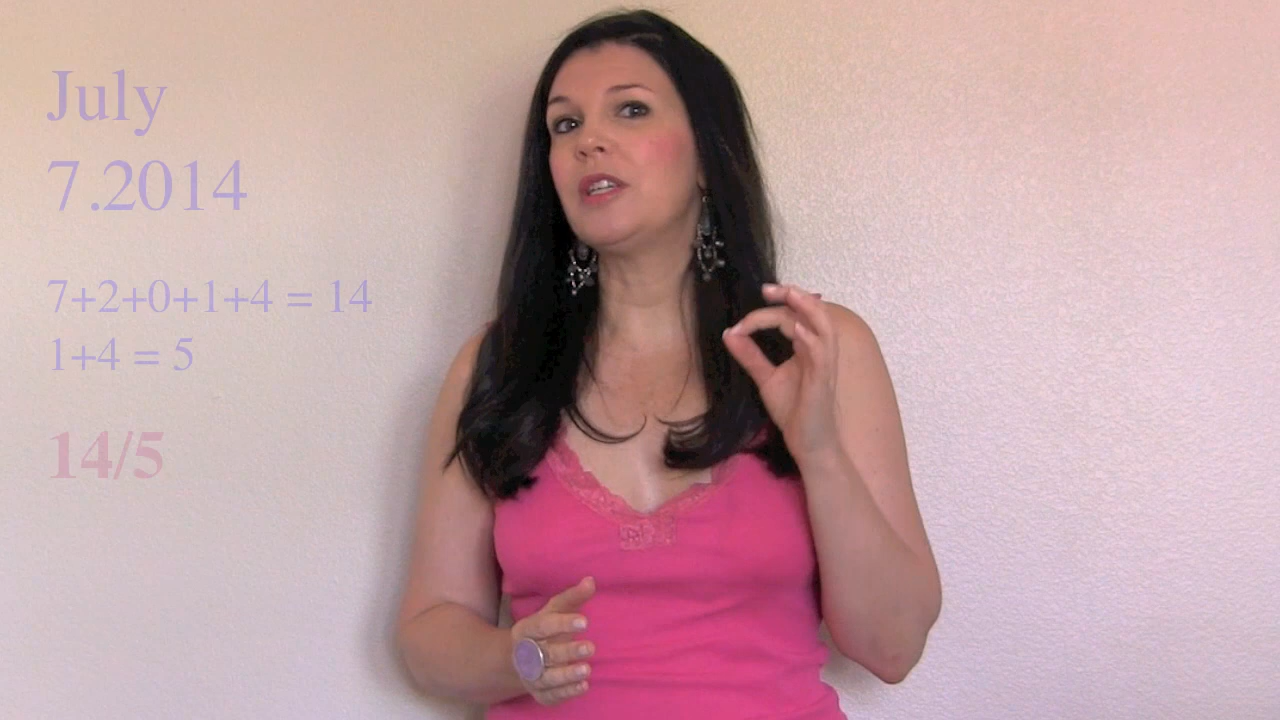 July
7.2014
7+2+0+1+4 = 14
1+4 = 5
14/5